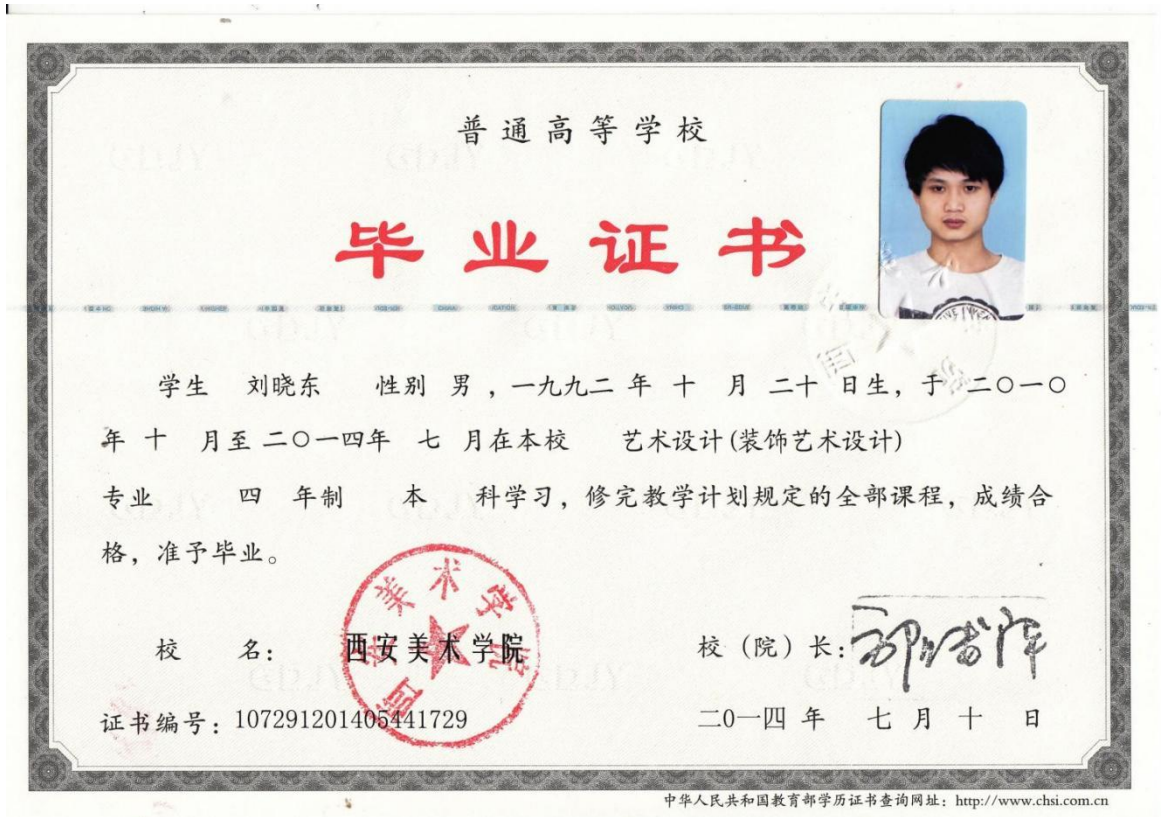 普通高等学校
毕业证书
学生 刘晓东 性别 男，一九九二 年 十 月 二十 日生，于 二〇一〇
年 十 月至 二〇一四年 七 月在本校 艺术设计(装饰艺术设计)
专业 四 年制 本 科学习，修完教学计划规定的全部课程，成绩合
格，准予毕业。
西安美术学院
校 名： 西安美术学院
校（院）长：
证书编号：107291201405441729
二0一四 年 七 月 十 日
中华人民共和国教育部学历证书查询网址：http://www.chsi.com.cn